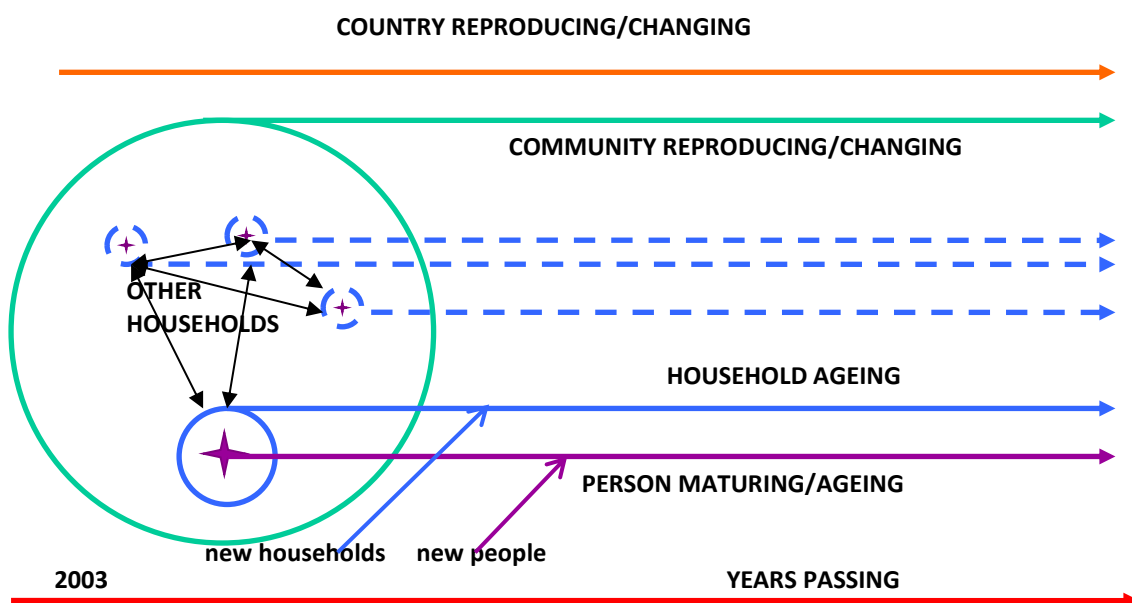 COUNTRY REPRODUCING/CHANGING
COMMUNITY REPRODUCING/CHANGING
OTHER
HOUSEHOLDS
HOUSEHOLD AGEING
PERSON MATURING/AGEING
new households new people
2003 YEARS PASSING